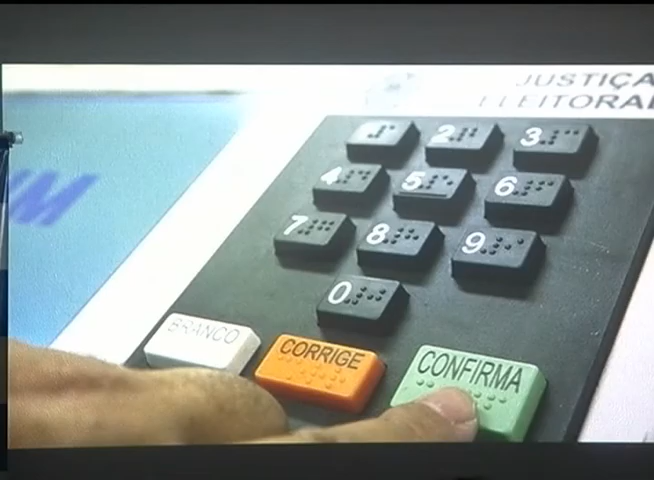 JUSTIÇA
ELEITORAL
1 2 3
4 5 6
7 8 9
0
BRANCO
CORRIGE
CONFIRMA